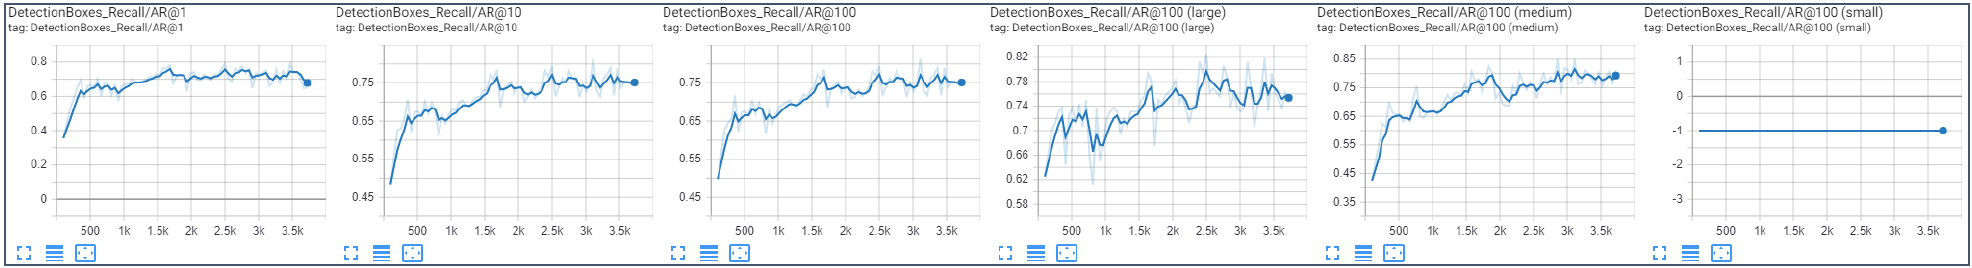 DetectionBoxes_Recall/AR@1
tag: DetectionBoxes_Recall/AR@1
0.8
0.6
0.4
0.2
0
500 1k 1.5k 2k 2.5k 3k 3.5k
DetectionBoxes_Recall/AR@10
tag: DetectionBoxes_Recall/AR@10
0.75
0.65
0.55
0.45
500 1k 1.5k 2k 2.5k 3k 3.5k
DetectionBoxes_Recall/AR@100
tag: DetectionBoxes_Recall/AR@100
0.75
0.65
0.55
0.45
500 1k 1.5k 2k 2.5k 3k 3.5k
DetectionBoxes_Recall/AR@100 (large)
tag: DetectionBoxes_Recall/AR@100 (large)
0.82
0.78
0.74
0.7
0.66
0.62
0.58
500 1k 1.5k 2k 2.5k 3k 3.5k
DetectionBoxes_Recall/AR@100 (medium)
tag: DetectionBoxes_Recall/AR@100 (medium)
0.85
0.75
0.65
0.55
0.45
0.35
500 1k 1.5k 2k 2.5k 3k 3.5k
DetectionBoxes_Recall/AR@100 (small)
tag: DetectionBoxes_Recall/AR@100 (small)
1
0
-1
-2
-3
500 1k 1.5k 2k 2.5k 3k 3.5k